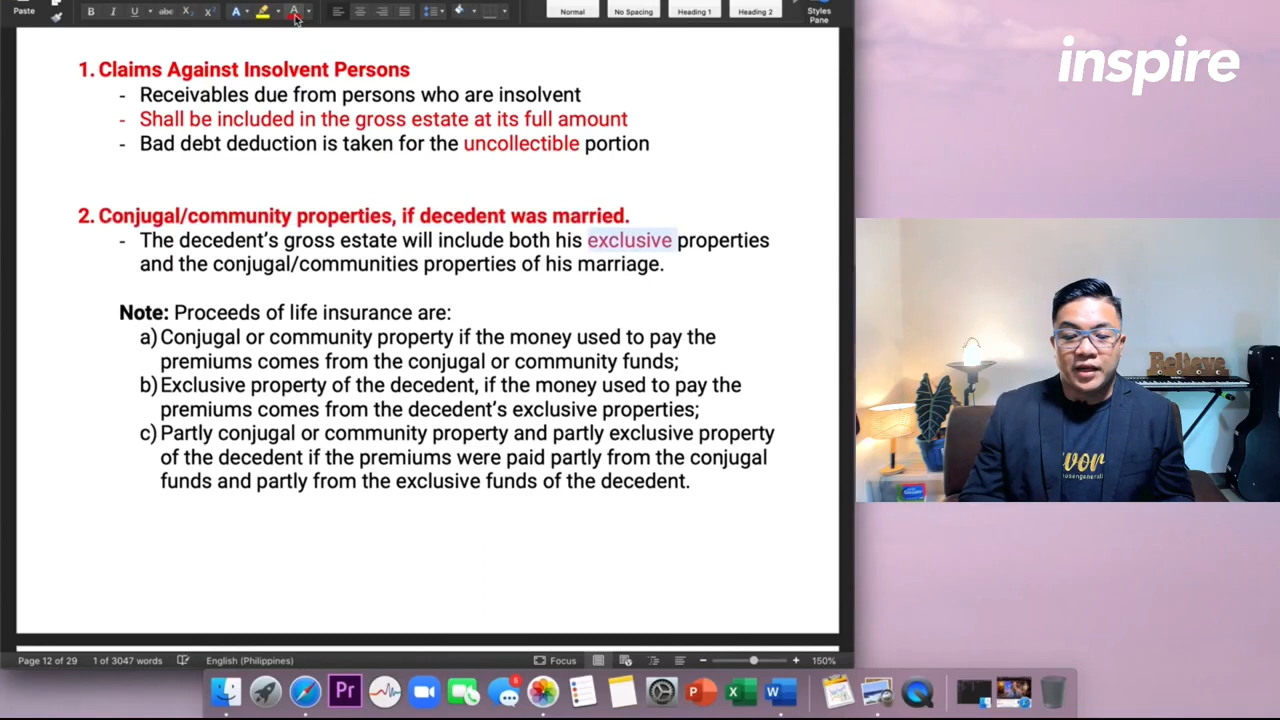 Paste
B I U abc X₂ X² A A
Normal
No Spacing
Heading 1
Heading 2
Styles
Pane
inspire
1. Claims Against Insolvent Persons
- Receivables due from persons who are insolvent
- Shall be included in the gross estate at its full amount
- Bad debt deduction is taken for the uncollectible portion
2. Conjugal/community properties, if decedent was married.
- The decedent's gross estate will include both his exclusive properties
and the conjugal/communities properties of his marriage.
Note: Proceeds of life insurance are:
a) Conjugal or community property if the money used to pay the
premiums comes from the conjugal or community funds;
b) Exclusive property of the decedent, if the money used to pay the
premiums comes from the decedent's exclusive properties;
c) Partly conjugal or community property and partly exclusive property
of the decedent if the premiums were paid partly from the conjugal
funds and partly from the exclusive funds of the decedent.
Believe
Page 12 of 29
1 of 3047 words
English (Philippines)
Focus
150%
Pr
5
P
X
W